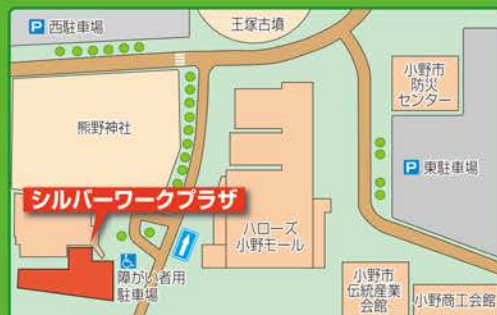 P 西駐車場
王塚古墳
小野市
防災
センター
熊野神社
P 東駐車場
シルバーワークプラザ
ハローズ
小野モール
障がい者用
駐車場
小野市
伝統産業
会館
小野商工会館